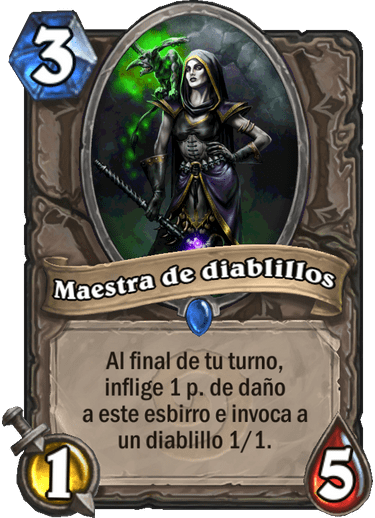 3
Maestra de diablillos
Al final de tu turno,
inflige 1 p. de daño
a este esbirro e invoca a
un diablillo 1/1.
1
5